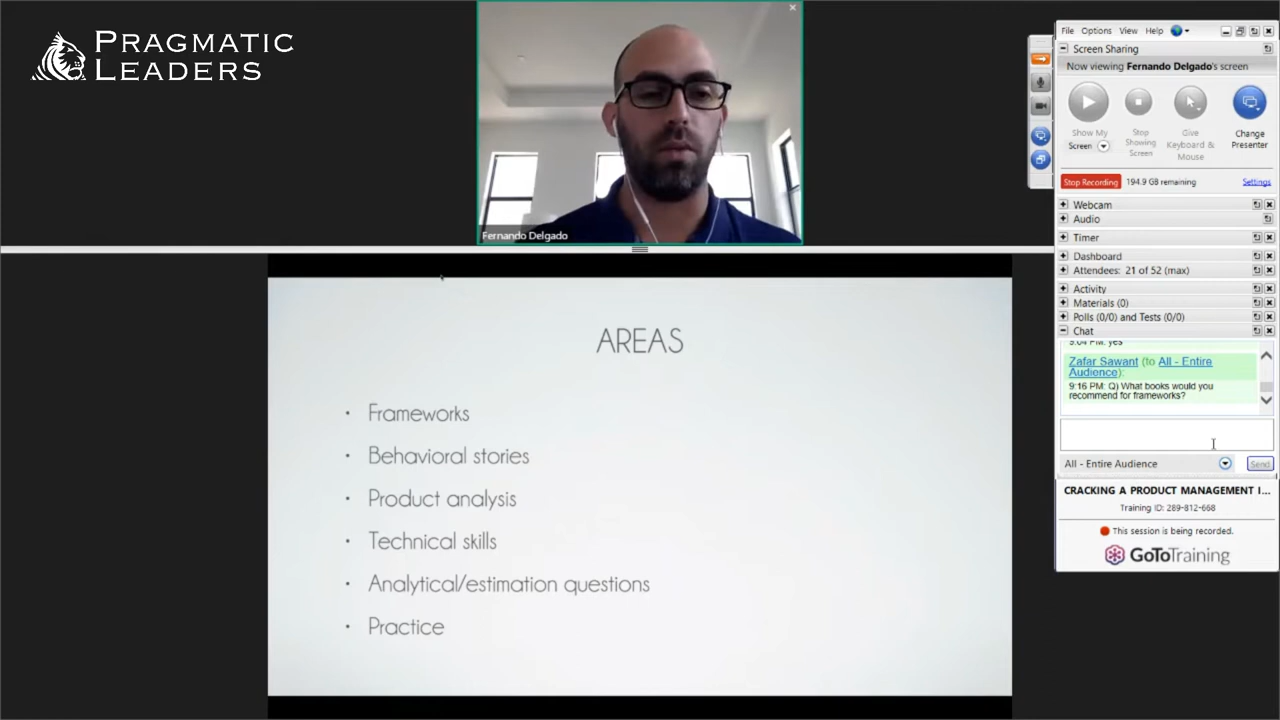 PRAGMATIC
LEADERS
Fernando Delgado
AREAS
• Frameworks
• Behavioral stories
• Product analysis
• Technical skills
• Analytical/estimation questions
• Practice
File Options View Help
Screen Sharing
Now viewing Fernando Delgado's screen
Show My
Screen
Stop
Showing
Screen
Give
Keyboard &
Mouse
Change
Presenter
Stop Recording 194.9 GB remaining Settings
Webcam
Audio
Timer
Dashboard
Attendees: 21 of 52 (max)
Activity
Materials (0)
Polls (0/0) and Tests (0/0)
Chat
9:04 PM: yes
Zafar Sawant (to All - Entire
Audience):
9:16 PM: Q) What books would you
recommend for frameworks?
All - Entire Audience Send
CRACKING A PRODUCT MANAGEMENT I...
Training ID: 289-812-668
This session is being recorded.
GoToTraining